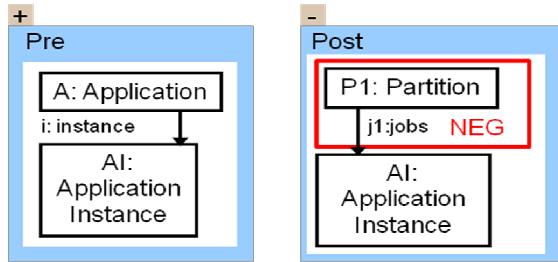 +
Pre
A: Application
i: instance
AI:
Application
Instance
-
Post
P1: Partition
j1:jobs
NEG
AI:
Application
Instance